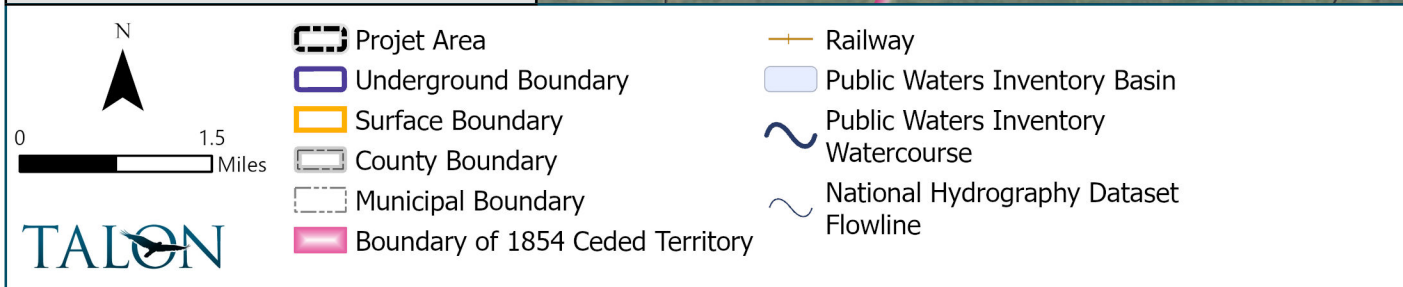 N
0 1.5
Miles
TALON
Projet Area
Underground Boundary
Surface Boundary
County Boundary
Municipal Boundary
Boundary of 1854 Ceded Territory
Railway
Public Waters Inventory Basin
Public Waters Inventory
Watercourse
National Hydrography Dataset
Flowline